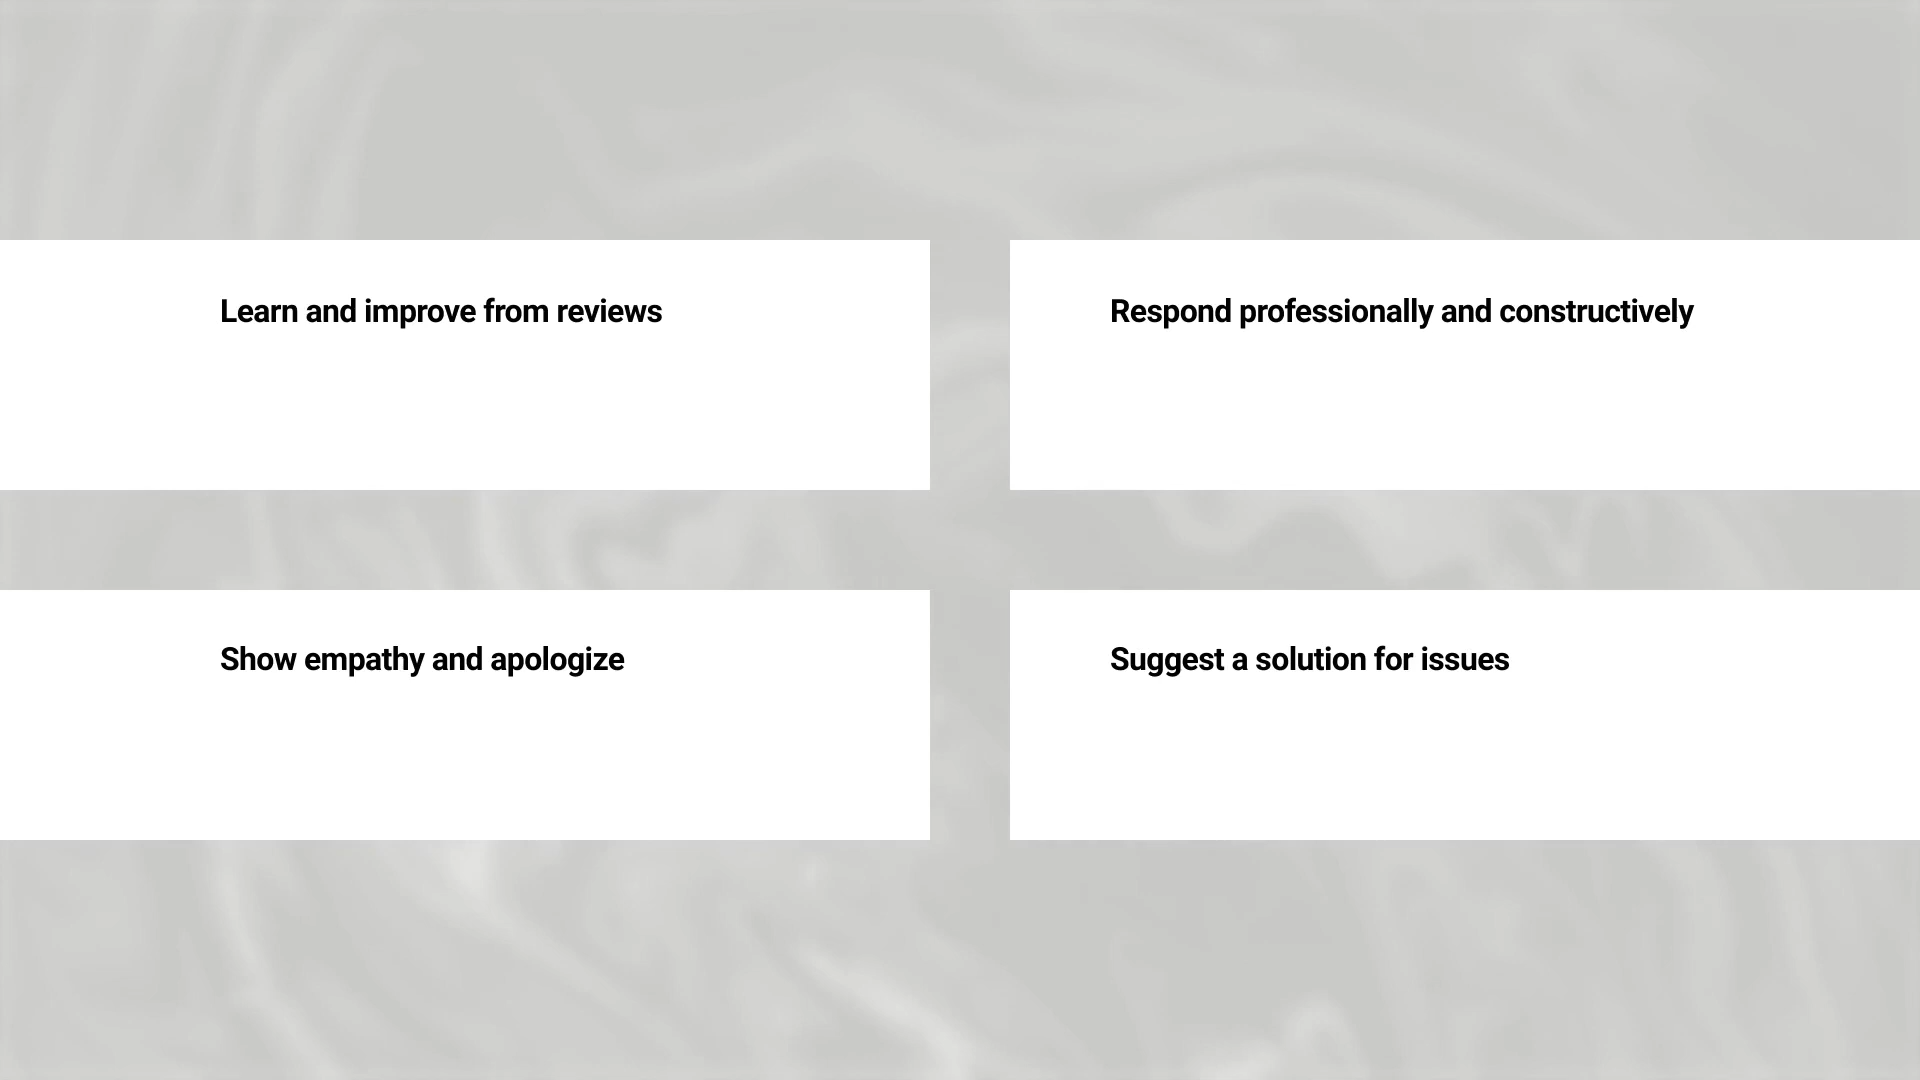 Learn and improve from reviews
Respond professionally and constructively
Show empathy and apologize
Suggest a solution for issues